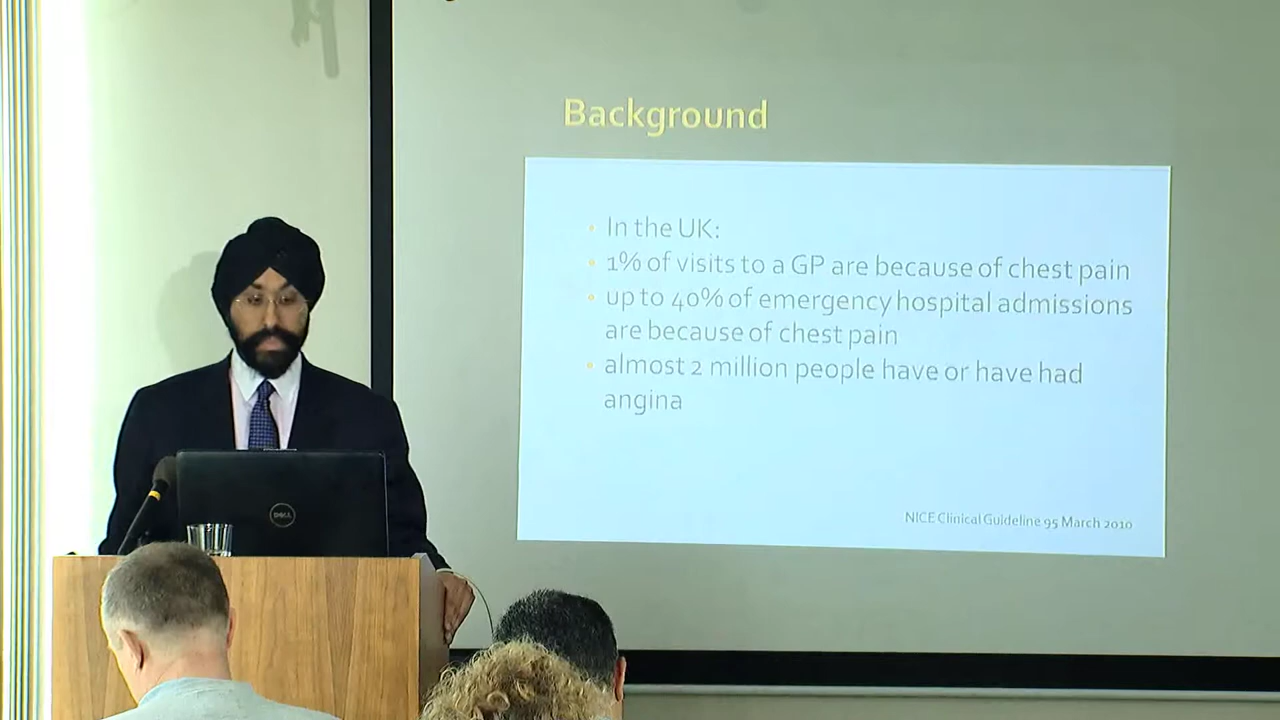 Background
• In the UK:
• 1% of visits to a GP are because of chest pain
• up to 40% of emergency hospital admissions
are because of chest pain
• almost 2 million people have or have had
angina
NICE Clinical Guideline 95 March 2010
DELL